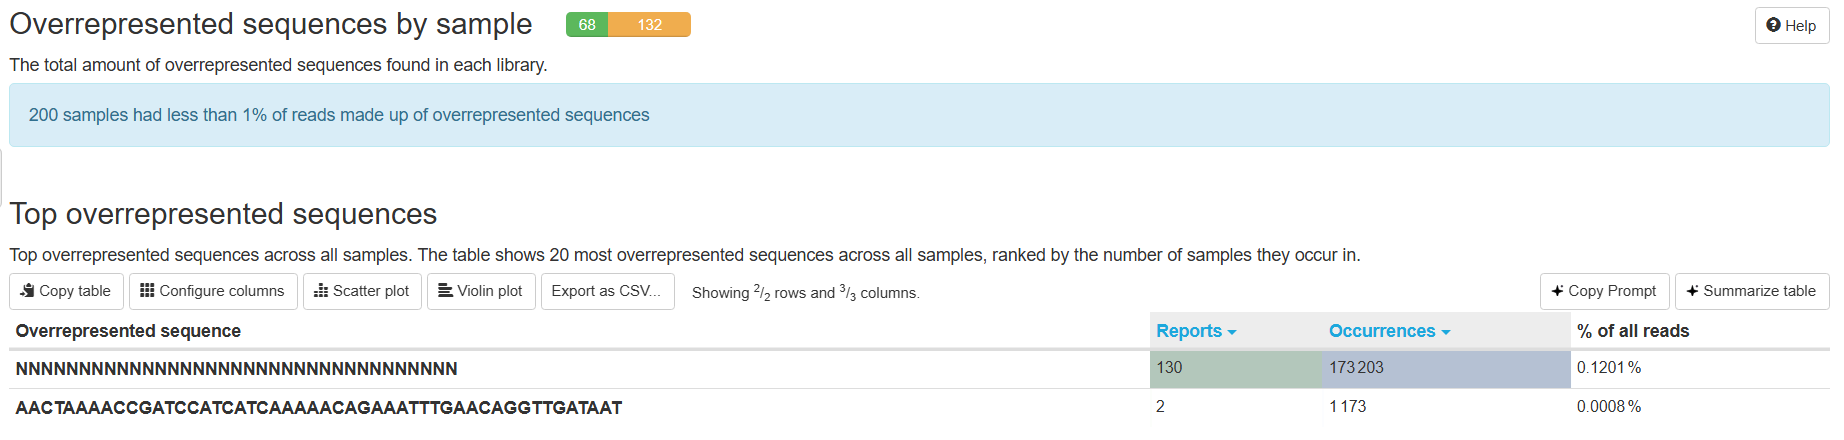 Overrepresented sequences by sample 68 132 Help
The total amount of overrepresented sequences found in each library.
200 samples had less than 1% of reads made up of overrepresented sequences
Top overrepresented sequences
Top overrepresented sequences across all samples. The table shows 20 most overrepresented sequences across all samples, ranked by the number of samples they occur in.
Copy table Configure columns Scatter plot Violin plot Export as CSV... Showing 2/2 rows and 3/3 columns. Copy Prompt Summarize table
Overrepresented sequence Reports Occurrences % of all reads
NNNNNNNNNNNNNNNNNNNNNNNNNNNNNNNNNNN 130 173 203 0.1201 %
AACTAAAACCGATCCATCATCAAAAACAGAAATTTGAACAGGTTGATAAT 2 1 173 0.0008 %